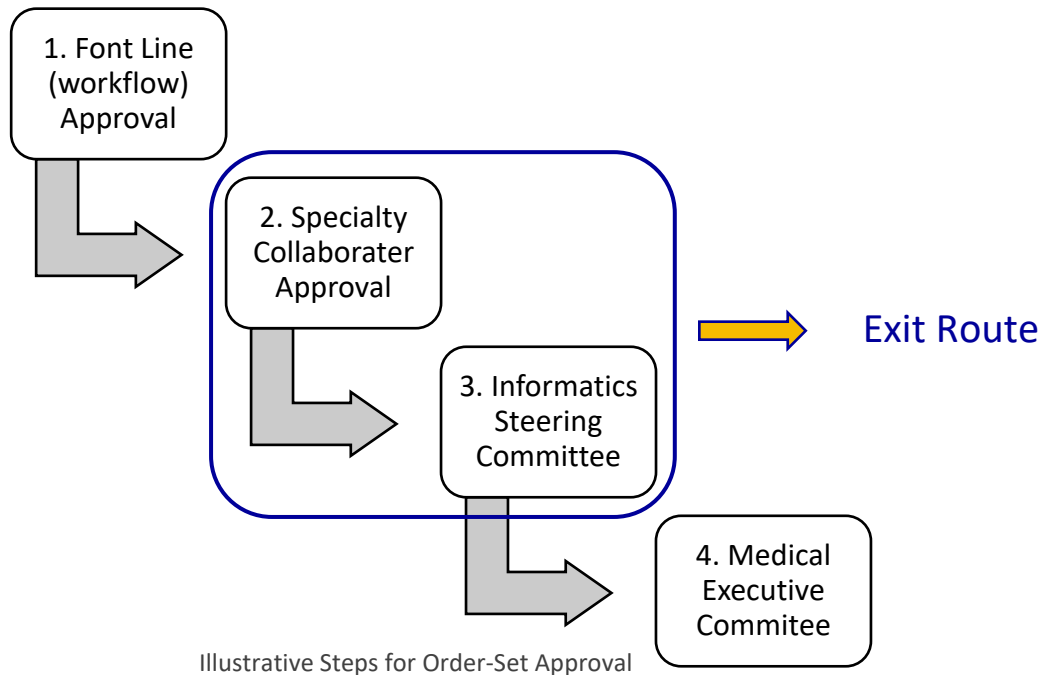 1. Font Line
(workflow)
Approval
2. Specialty
Collaborater
Approval
Exit Route
3. Informatics
Steering
Committee
4. Medical
Executive
Commitee
Illustrative Steps for Order-Set Approval